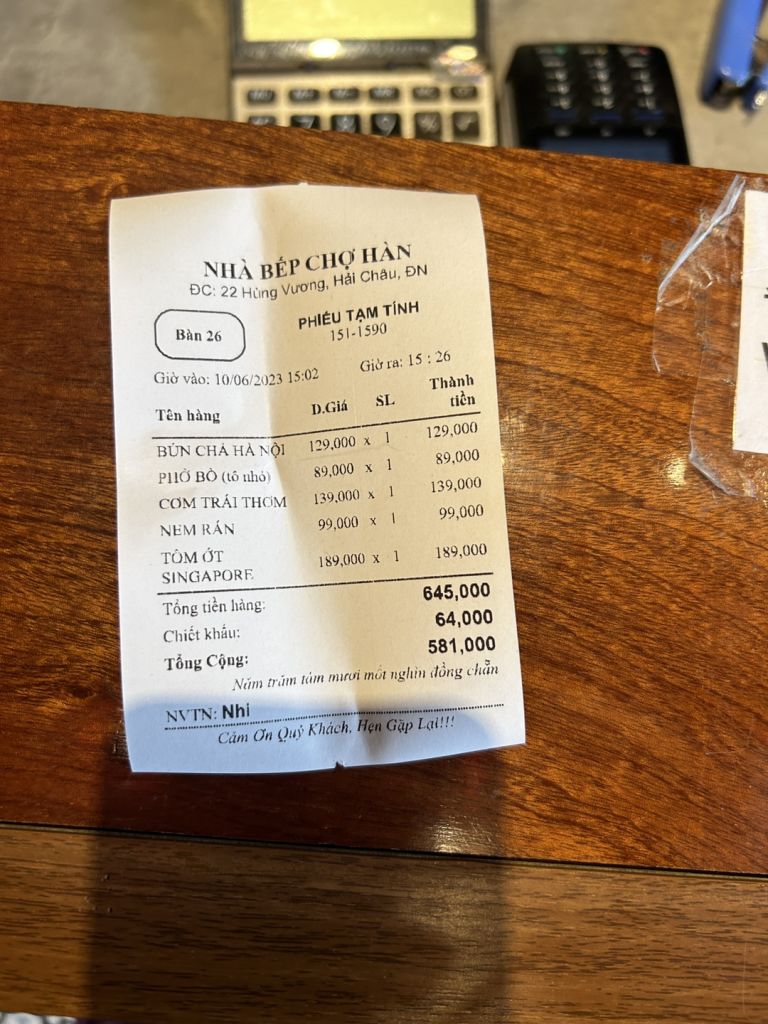 NHÀ BẾP CHỢ HÀN
ĐC: 22 Hùng Vương, Hải Châu, ĐN
Bàn 26
PHIẾU TẠM TÍNH
151-1590
Giờ vào: 10/06/2023 15:02 Giờ ra: 15 : 26
Tên hàng Đ.Giá SL Thành tiền
BÚN CHẢ HÀ NỘI 129,000 x 1 129,000
PHỞ BÒ (tô nhỏ) 89,000 x 1 89,000
CƠM TRÁI THƠM 139,000 x 1 139,000
NEM RÁN 99,000 x 1 99,000
TÔM ỚT SINGAPORE 189,000 x 1 189,000
Tổng tiền hàng: 645,000
Chiết khấu: 64,000
Tổng Cộng: 581,000
Năm trăm tám mươi mốt nghìn đồng chẵn
NVTN: Nhi
Cảm Ơn Quý Khách, Hẹn Gặp Lại!!!